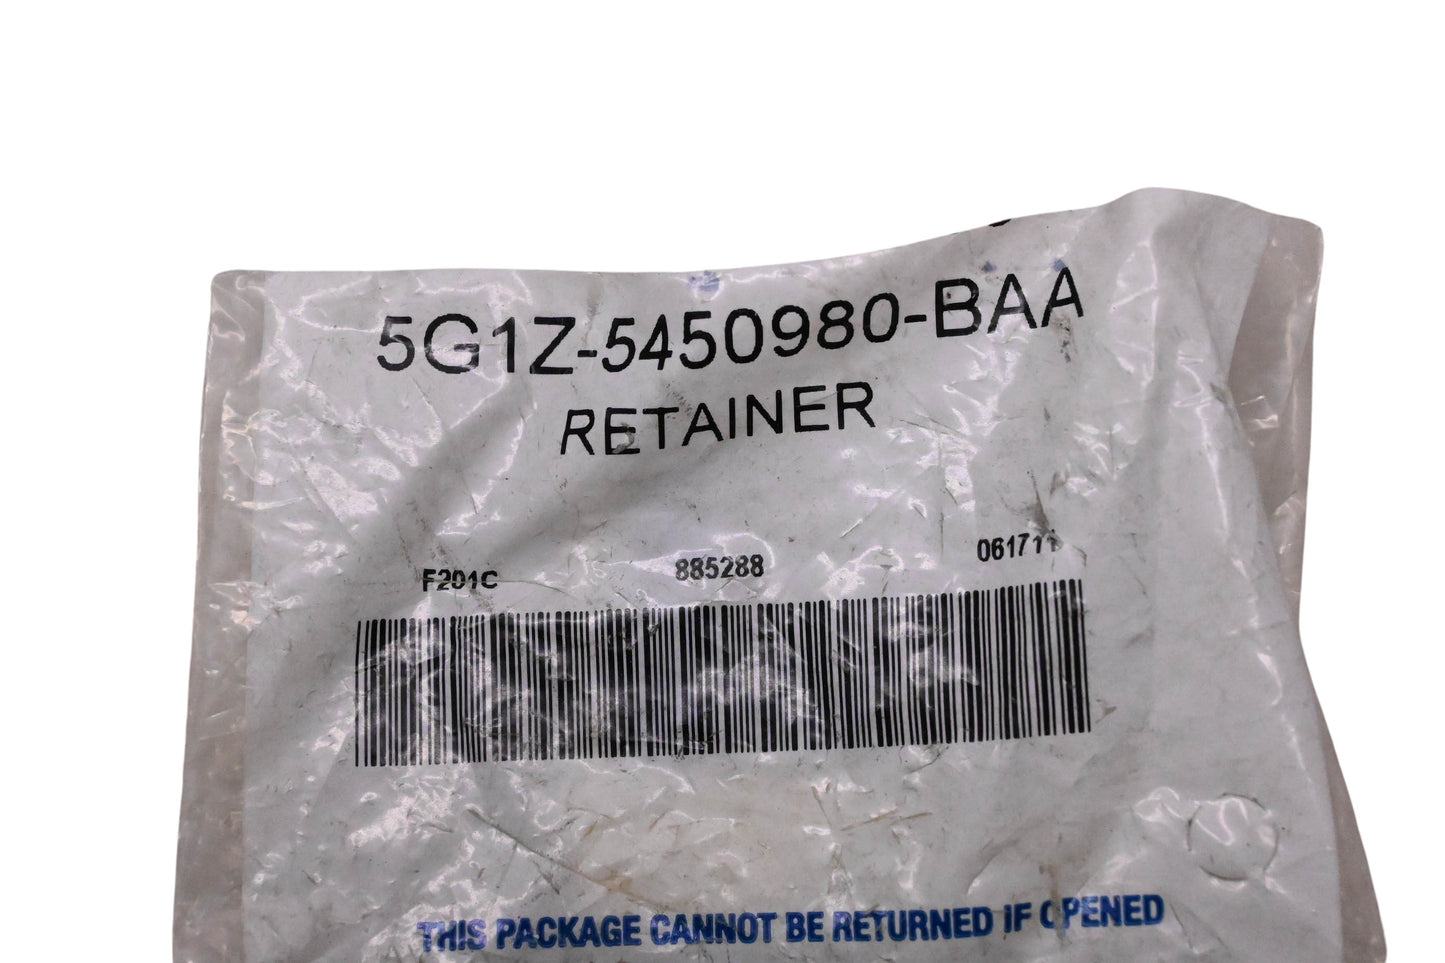 5G1Z-5450980-BAA
RETAINER
F201C 885288 061711
THIS PACKAGE CANNOT BE RETURNED IF OPENED